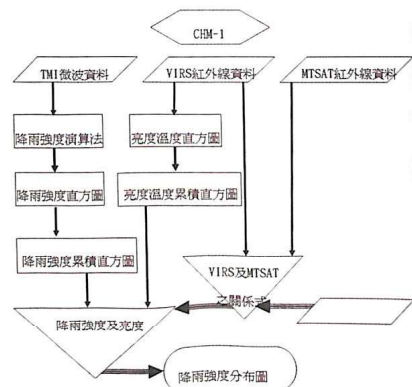 CHM-1
TMI微波資料
VIRS紅外線資料
MTSAT紅外線資料
降雨強度演算法
亮度溫度直方圖
降雨強度直方圖
亮度溫度累積直方圖
降雨強度累積直方圖
VIRS及MTSAT
之關係式
降雨強度及亮度
降雨強度分布圖